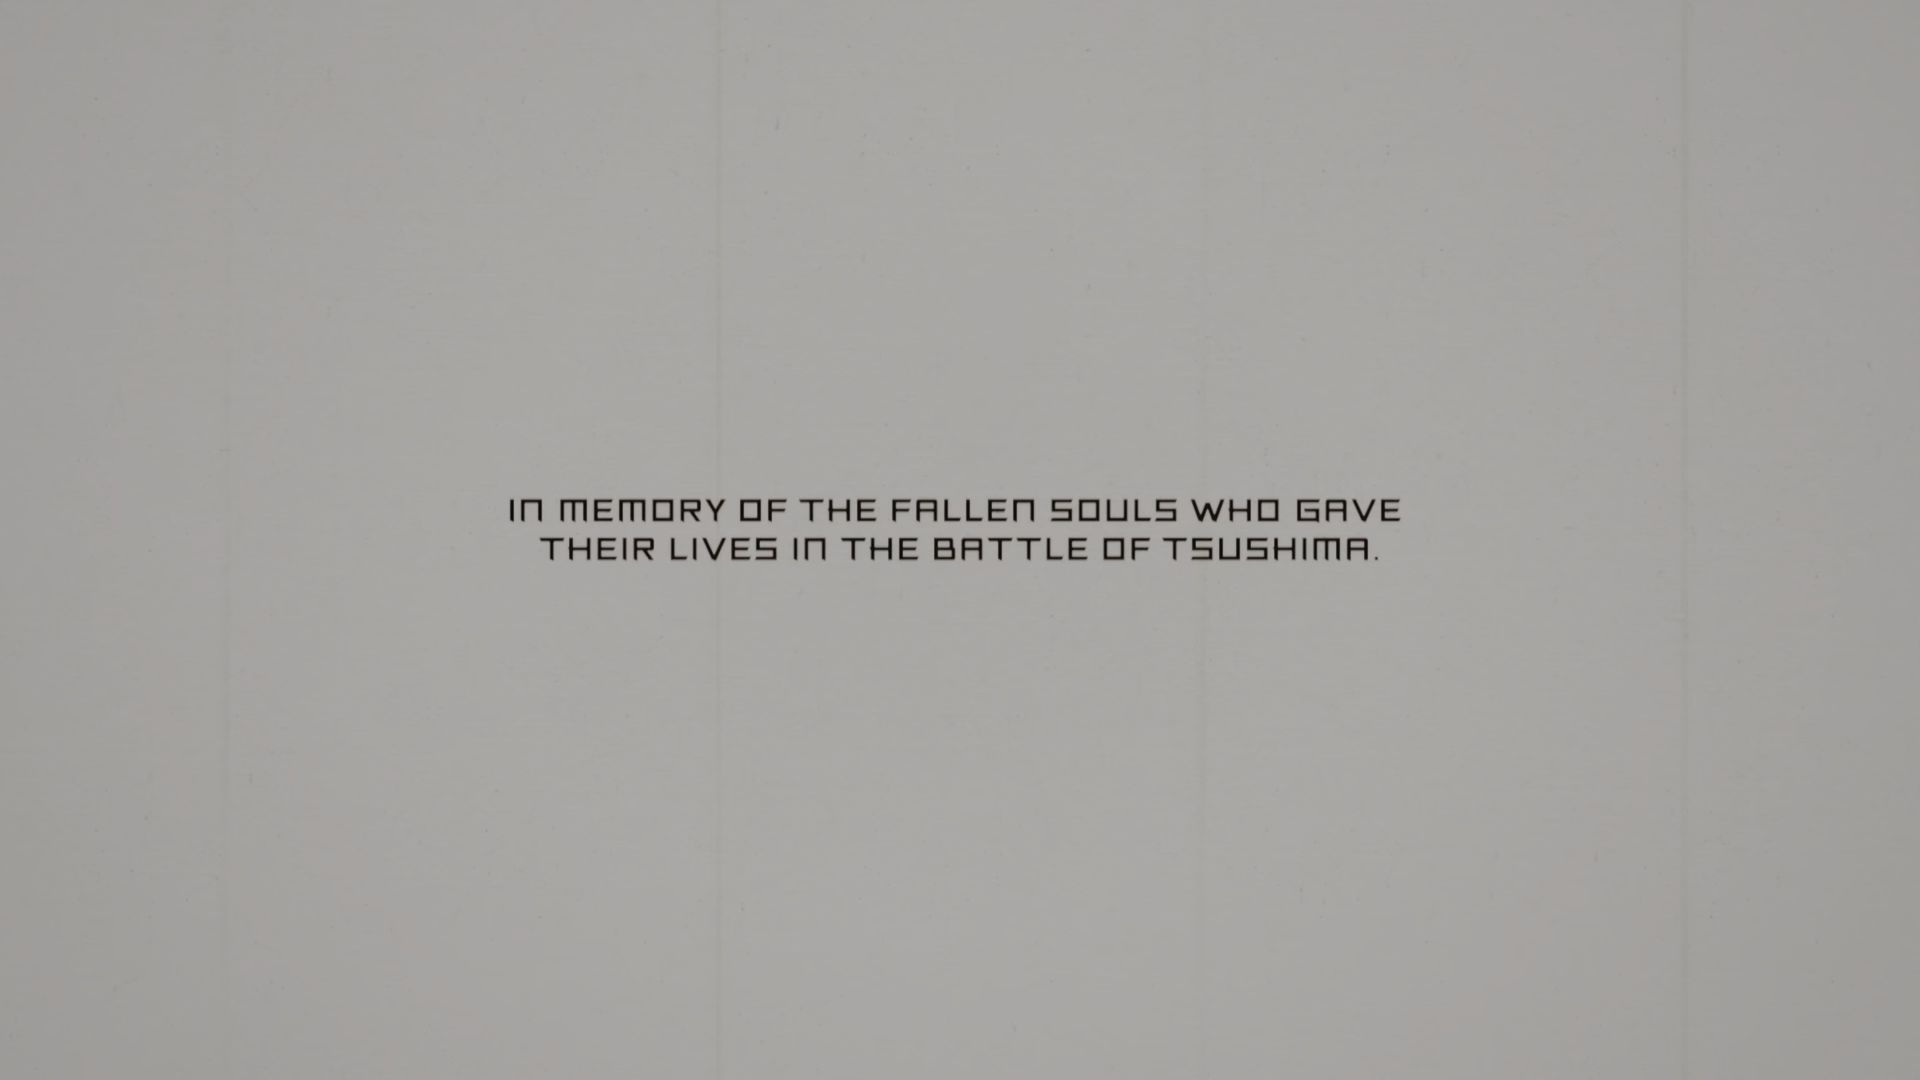 IN MEMORY OF THE FALLEN SOULS WHO GAVE
THEIR LIVES IN THE BATTLE OF TSUSHIMA.